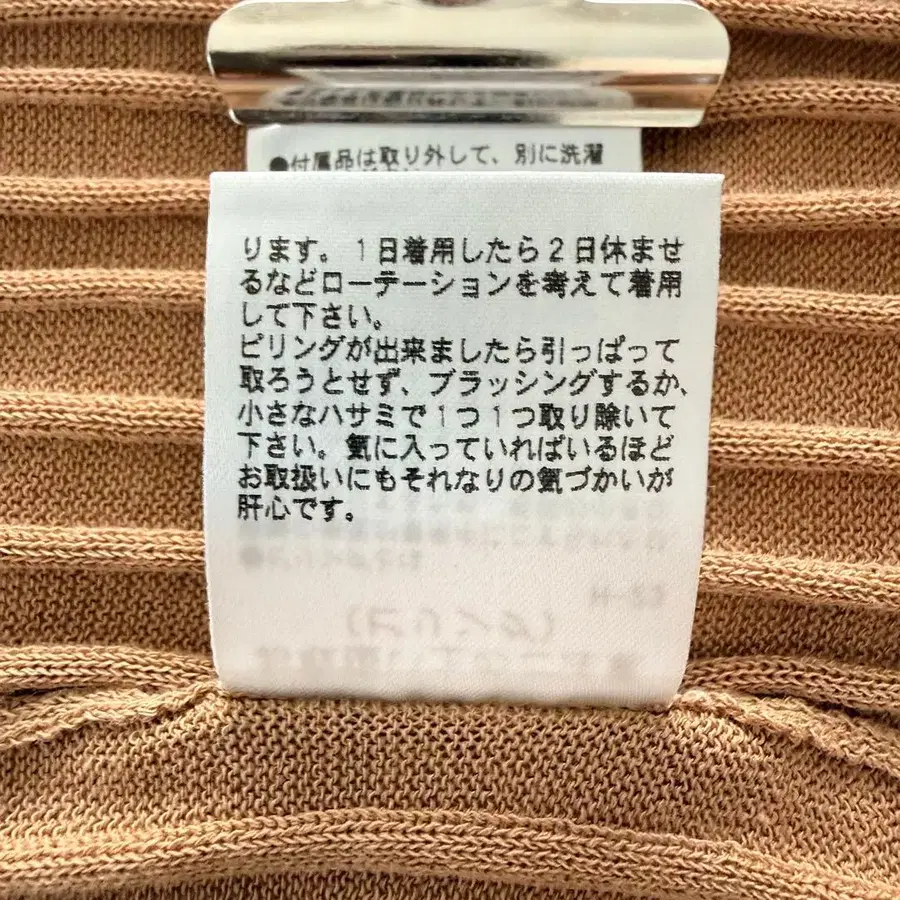 ●付属品は取り外して、別に洗濯
ります。1日着用したら2日休ませ
るなどローテーションを考えて着用
して下さい。
ピリングが出来ましたら引っぱって
取ろうとせず、ブラッシングするか、
小さなハサミで1つ1つ取り除いて
下さい。気に入っていればいるほど
お取扱いにもそれなりの気づかいが
肝心です。